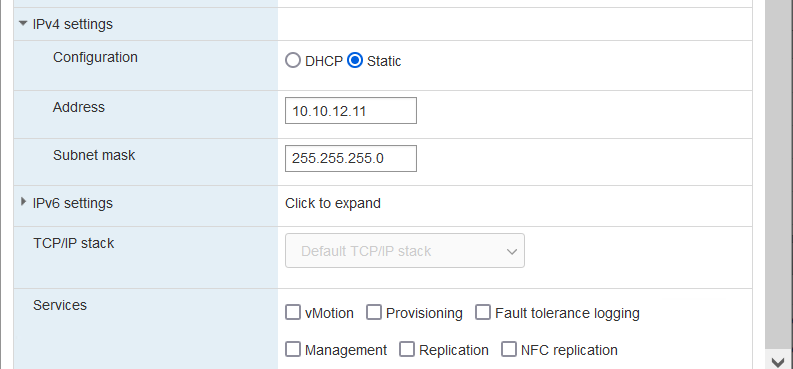 IPv4 settings
Configuration
DHCP Static
Address
10.10.12.11
Subnet mask
255.255.255.0
IPv6 settings
Click to expand
TCP/IP stack
Default TCP/IP stack
Services
vMotion Provisioning Fault tolerance logging
Management Replication NFC replication